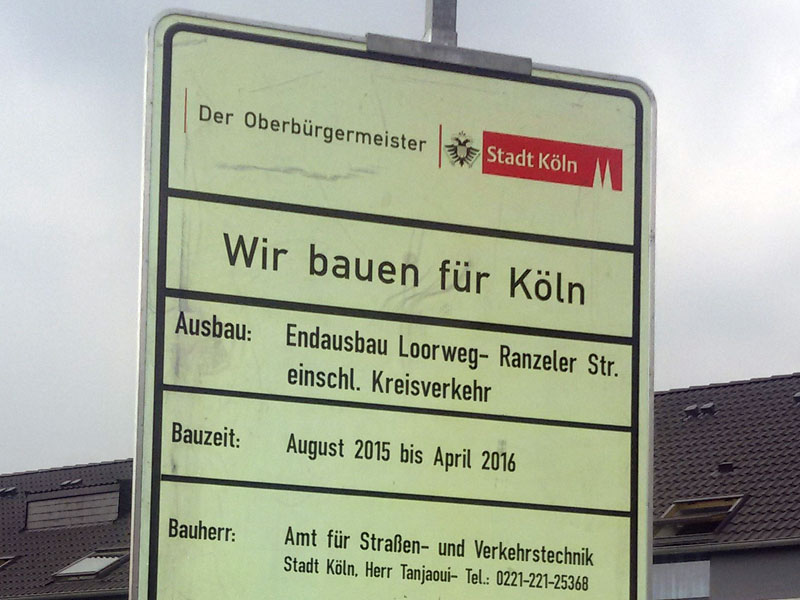 Der Oberbürgermeister Stadt Köln
Wir bauen für Köln
Ausbau: Endausbau Loorweg- Ranzeler Str.
einschl. Kreisverkehr
Bauzeit: August 2015 bis April 2016
Bauherr: Amt für Straßen- und Verkehrstechnik
Stadt Köln, Herr Tanjaoui- Tel.: 0221-221-25368